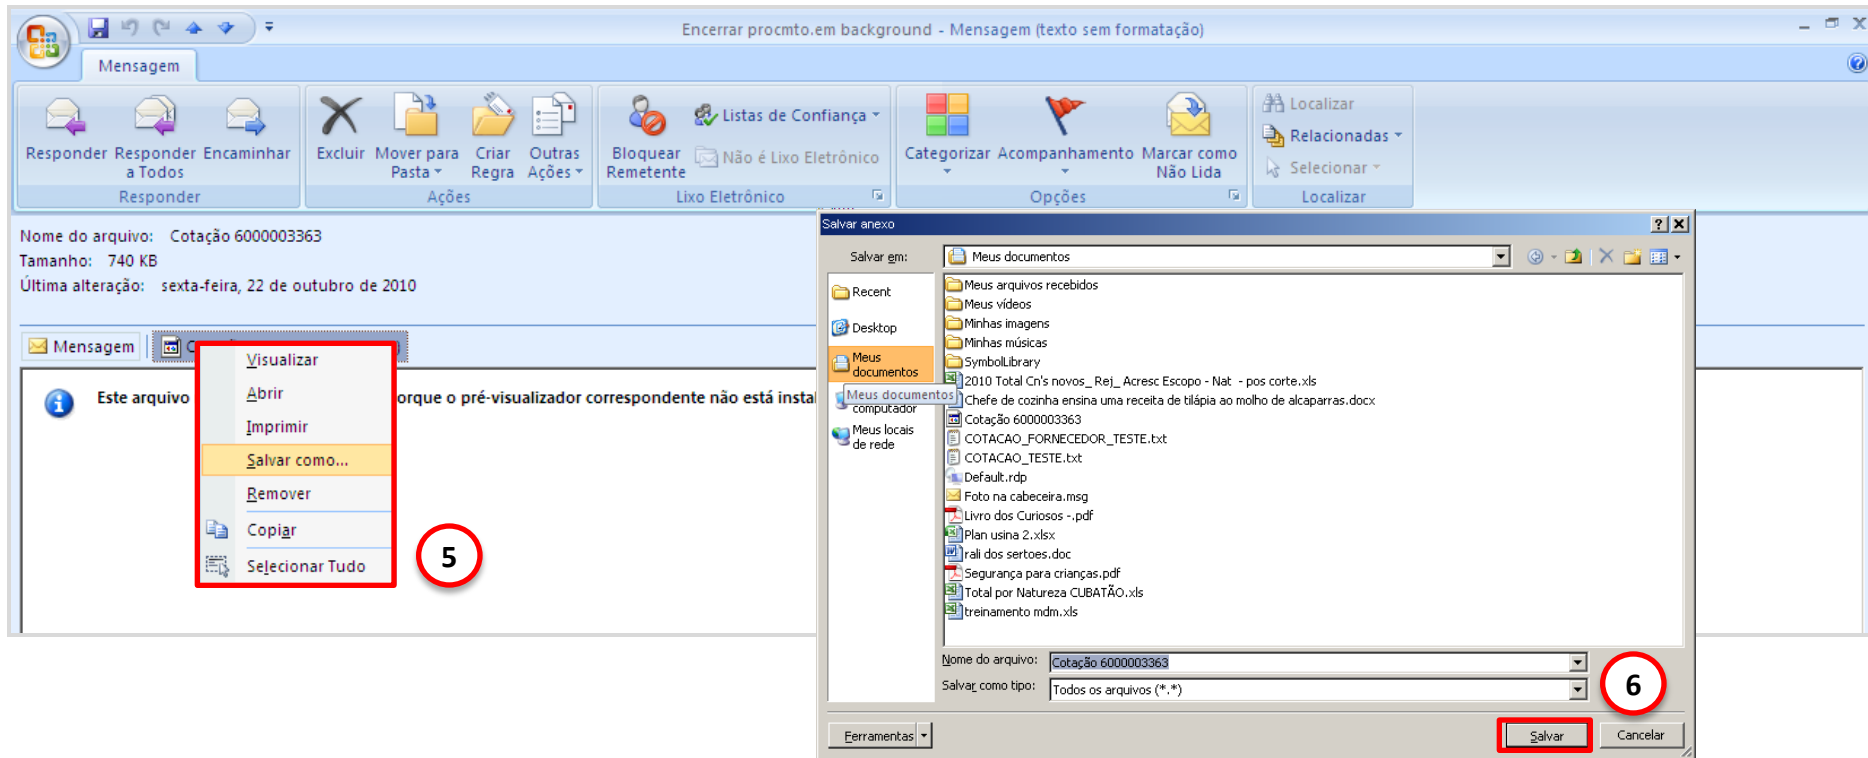 Encerrar procmto.em background - Mensagem (texto sem formatação)
Mensagem
Responder
Responder a Todos
Encaminhar
Responder
Excluir
Mover para Pasta
Criar Regra
Outras Ações
Ações
Bloquear Remetente
Listas de Confiança
Não é Lixo Eletrônico
Lixo Eletrônico
Categorizar
Acompanhamento
Marcar como Não Lida
Opções
Localizar
Relacionadas
Selecionar
Localizar
Nome do arquivo: Cotação 6000003363
Tamanho: 740 KB
Última alteração: sexta-feira, 22 de outubro de 2010
Mensagem
Este arquivo
orque o pré-visualizador correspondente não está
Visualizar
Abrir
Imprimir
Salvar como...
Remover
Copiar
Selecionar Tudo
5
Salvar anexo
Salvar em:
Meus documentos
Recent
Desktop
Meus documentos
Meus documentos
computador
Meus locais de rede
Meus arquivos recebidos
Meus vídeos
Minhas imagens
Minhas músicas
SymbolLibrary
2010 Total Cn's novos_ Rej_ Acresc Escopo - Nat - pos corte.xls
Chefe de cozinha ensina uma receita de tilápia ao molho de alcaparras.docx
Cotação 6000003363
COTACAO_FORNECEDOR_TESTE.txt
COTACAO_TESTE.txt
Default.rdp
Foto na cabeceira.msg
Livro dos Curiosos -.pdf
Plan usina 2.xlsx
rali dos sertoes.doc
Segurança para crianças.pdf
Total por Natureza CUBATÃO.xls
treinamento mdm.xls
Nome do arquivo: Cotação 6000003363
Salvar como tipo: Todos os arquivos (*.*)
6
Ferramentas
Salvar
Cancelar